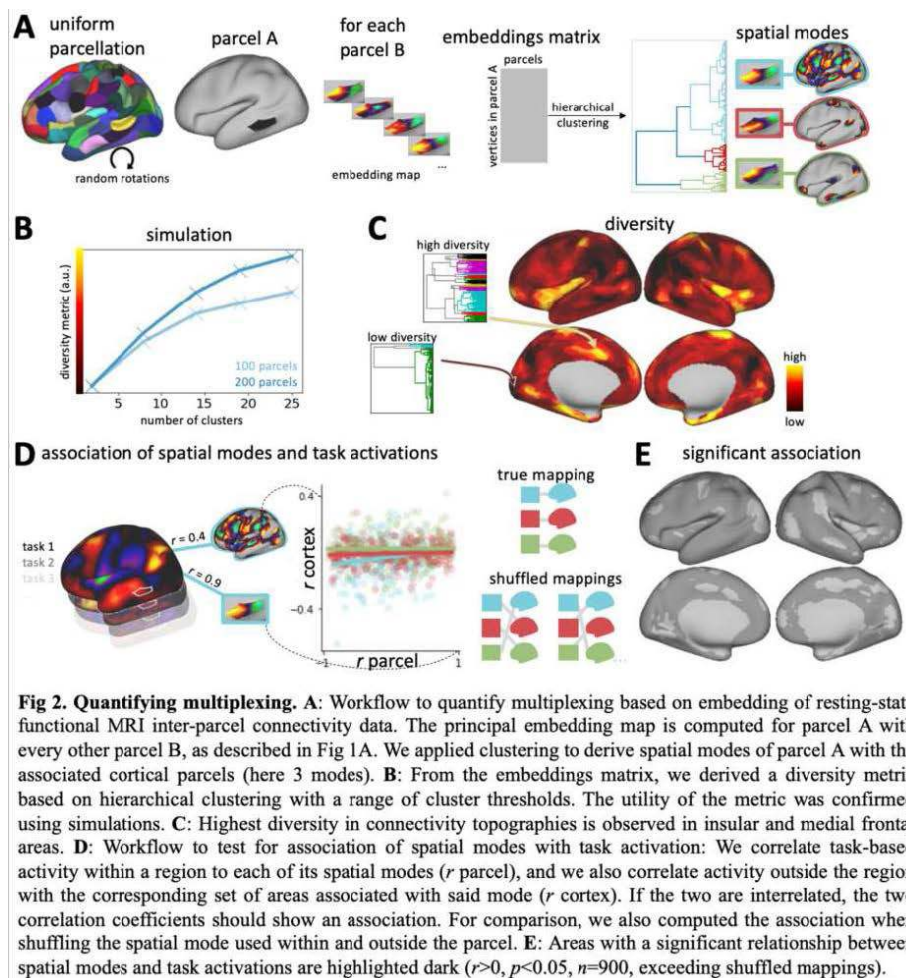 A
uniform
parcellation
parcel A
for each
parcel B
embeddings matrix
spatial modes
parcels
vertices in parcel A
hierarchical
clustering
random rotations
embedding map
...
B
simulation
diversity metric (a.u.)
100 parcels
200 parcels
5 10 15 20 25
number of clusters
C
diversity
high diversity
low diversity
high
low
D association of spatial modes and task activations
task 1
task 2
task 3
r = 0.4
r = 0.9
0.4
r cortex
-0.4
-1
r parcel
1
true mapping
shuffled mappings
...
E
significant association
Fig 2. Quantifying multiplexing. A: Workflow to quantify multiplexing based on embedding of resting-stat
functional MRI inter-parcel connectivity data. The principal embedding map is computed for parcel A wit
every other parcel B, as described in Fig 1A. We applied clustering to derive spatial modes of parcel A with th
associated cortical parcels (here 3 modes). B: From the embeddings matrix, we derived a diversity metri
based on hierarchical clustering with a range of cluster thresholds. The utility of the metric was confirme
using simulations. C: Highest diversity in connectivity topographies is observed in insular and medial fronta
areas. D: Workflow to test for association of spatial modes with task activation: We correlate task-base
activity within a region to each of its spatial modes (r parcel), and we also correlate activity outside the region
with the corresponding set of areas associated with said mode (r cortex). If the two are interrelated, the tw
correlation coefficients should show an association. For comparison, we also computed the association whe
shuffling the spatial mode used within and outside the parcel. E: Areas with a significant relationship between
spatial modes and task activations are highlighted dark (r>0, p<0.05, n=900, exceeding shuffled mappings).